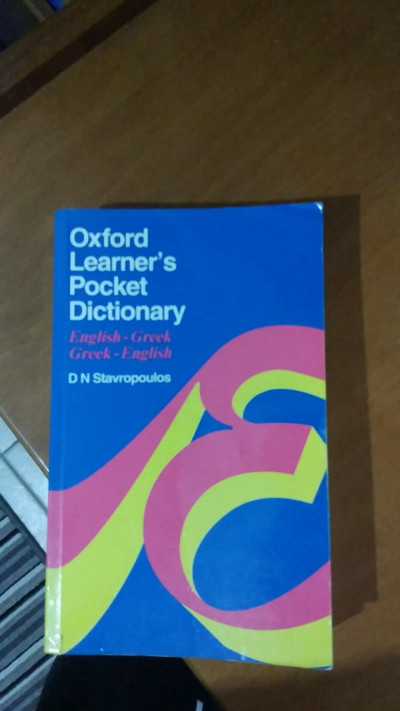 Oxford
Learner's
Pocket
Dictionary
English - Greek
Greek - English
D N Stavropoulos